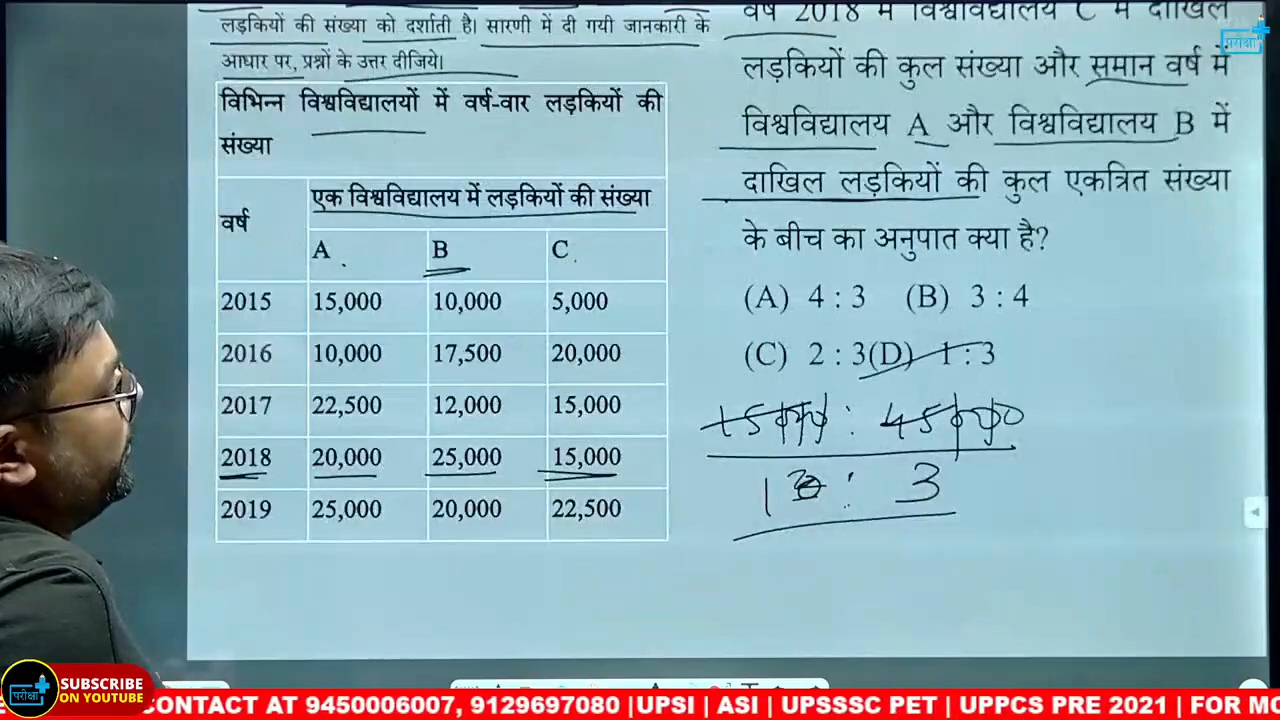 लड़कियों की संख्या को दर्शाती है। सारणी में दी गयी जानकारी के
आधार पर, प्रश्नों के उत्तर दीजिये।
विभिन्न विश्वविद्यालयों में वर्ष-वार लड़कियों की
संख्या
वर्ष
एक विश्वविद्यालय में लड़कियों की संख्या
A B C
2015 15,000 10,000 5,000
2016 10,000 17,500 20,000
2017 22,500 12,000 15,000
2018 20,000 25,000 15,000
2019 25,000 20,000 22,500
वर्ष 2018 में विश्वविद्यालय C में दाखिल
लड़कियों की कुल संख्या और समान वर्ष में
विश्वविद्यालय A और विश्वविद्यालय B में
दाखिल लड़कियों की कुल एकत्रित संख्या
के बीच का अनुपात क्या है?
(A) 4 : 3 (B) 3 : 4
(C) 2 : 3(D) 1 : 3
15000 : 45000
1 : 3
परीक्षा
परीक्षा
SUBSCRIBE
ON YOUTUBE
CONTACT AT 9450006007, 9129697080 |UPSI | ASI | UPSSSC PET | UPPCS PRE 2021 | FOR MO